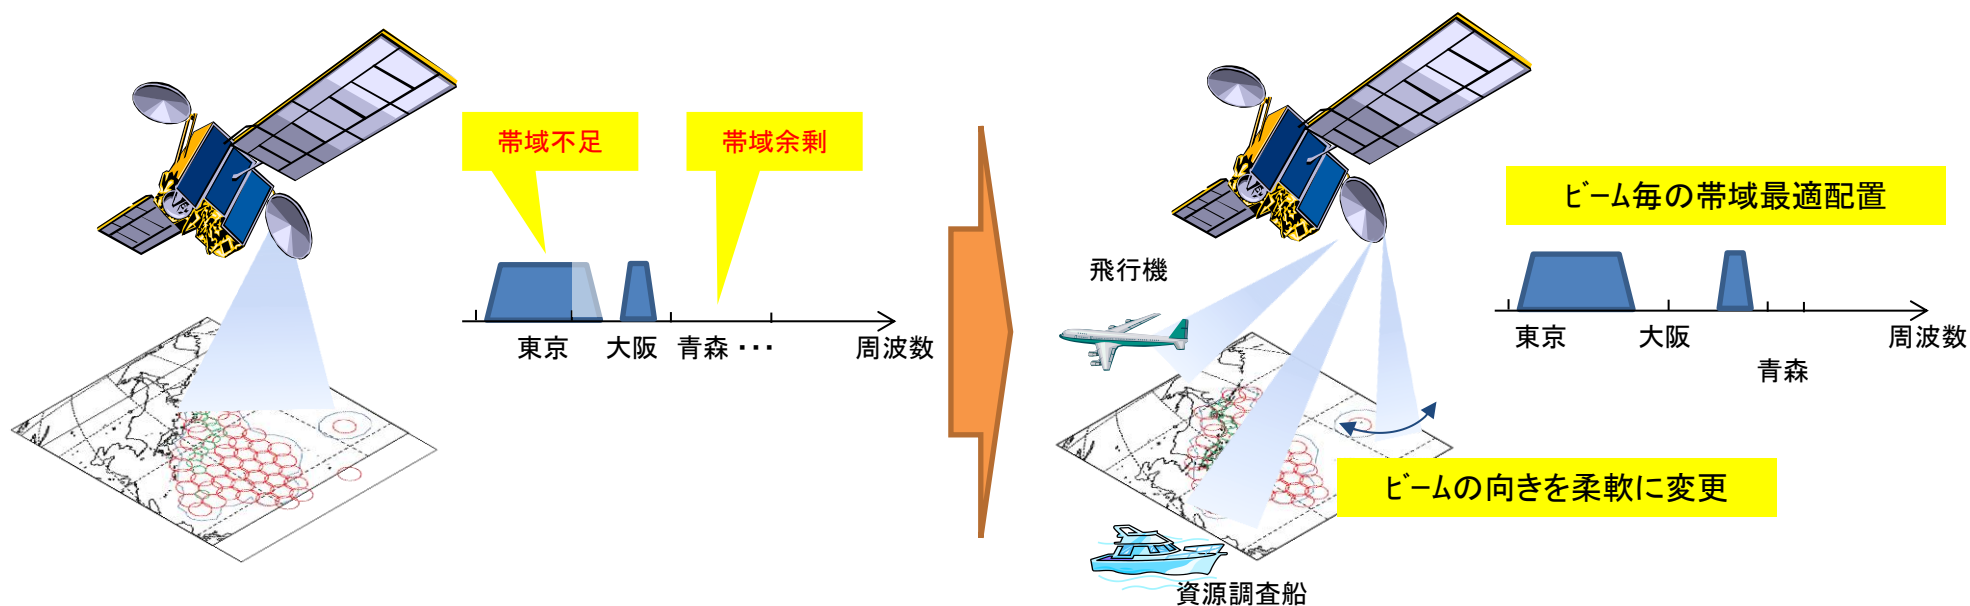 帯域不足
帯域余剰
東京
大阪
青森 ・・・
周波数
飛行機
ビーム毎の帯域最適配置
東京
大阪
周波数
青森
ビームの向きを柔軟に変更
資源調査船